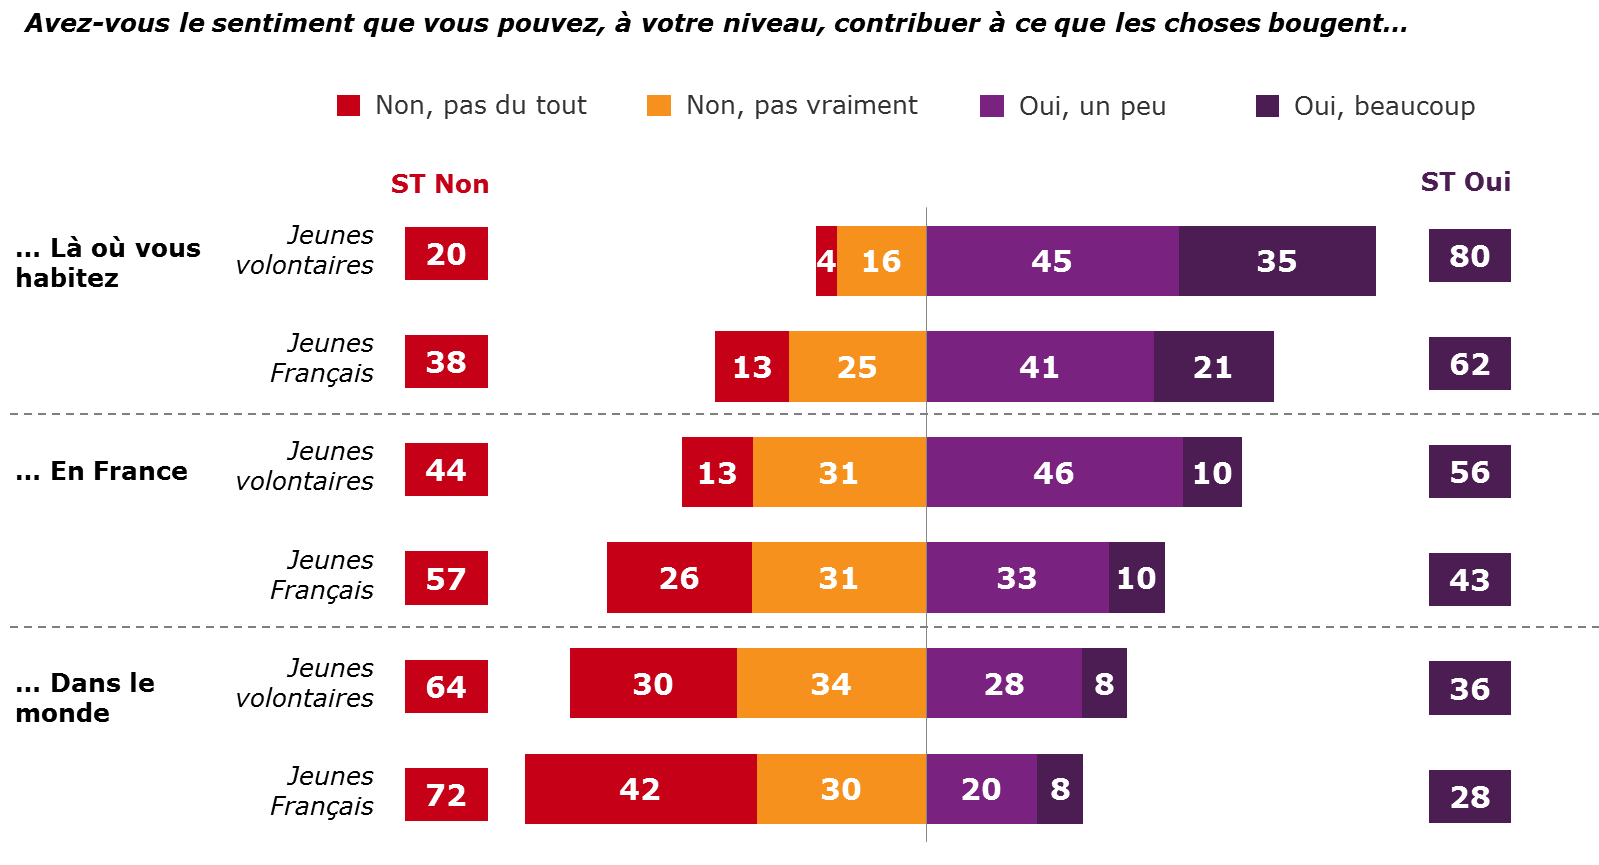 Avez-vous le sentiment que vous pouvez, à votre niveau, contribuer à ce que les choses bougent...
Non, pas du tout
Non, pas vraiment
Oui, un peu
Oui, beaucoup
ST Non
ST Oui
... Là où vous
habitez
Jeunes
volontaires
20
4
16
45
35
80
Jeunes
Français
38
13
25
41
21
62
... En France
Jeunes
volontaires
44
13
31
46
10
56
Jeunes
Français
57
26
31
33
10
43
... Dans le
monde
Jeunes
volontaires
64
30
34
28
8
36
Jeunes
Français
72
42
30
20
8
28